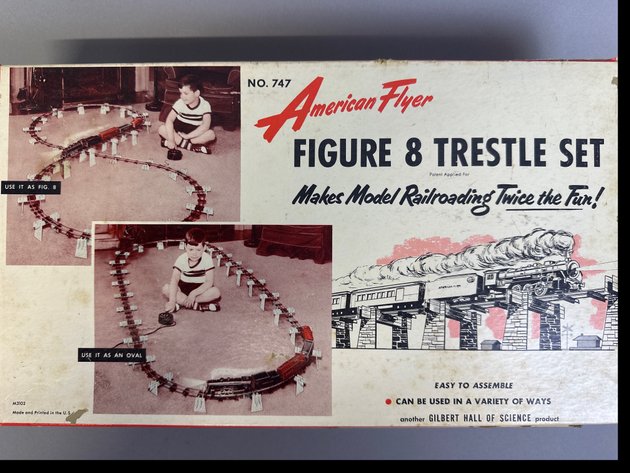 NO. 747
American Flyer
FIGURE 8 TRESTLE SET
Patent Applied For
Makes Model Railroading Twice the Fun!
USE IT AS FIG. 8
USE IT AS AN OVAL
EASY TO ASSEMBLE
● CAN BE USED IN A VARIETY OF WAYS
another GILBERT HALL OF SCIENCE product
M3102
Made and Printed in the U.S.